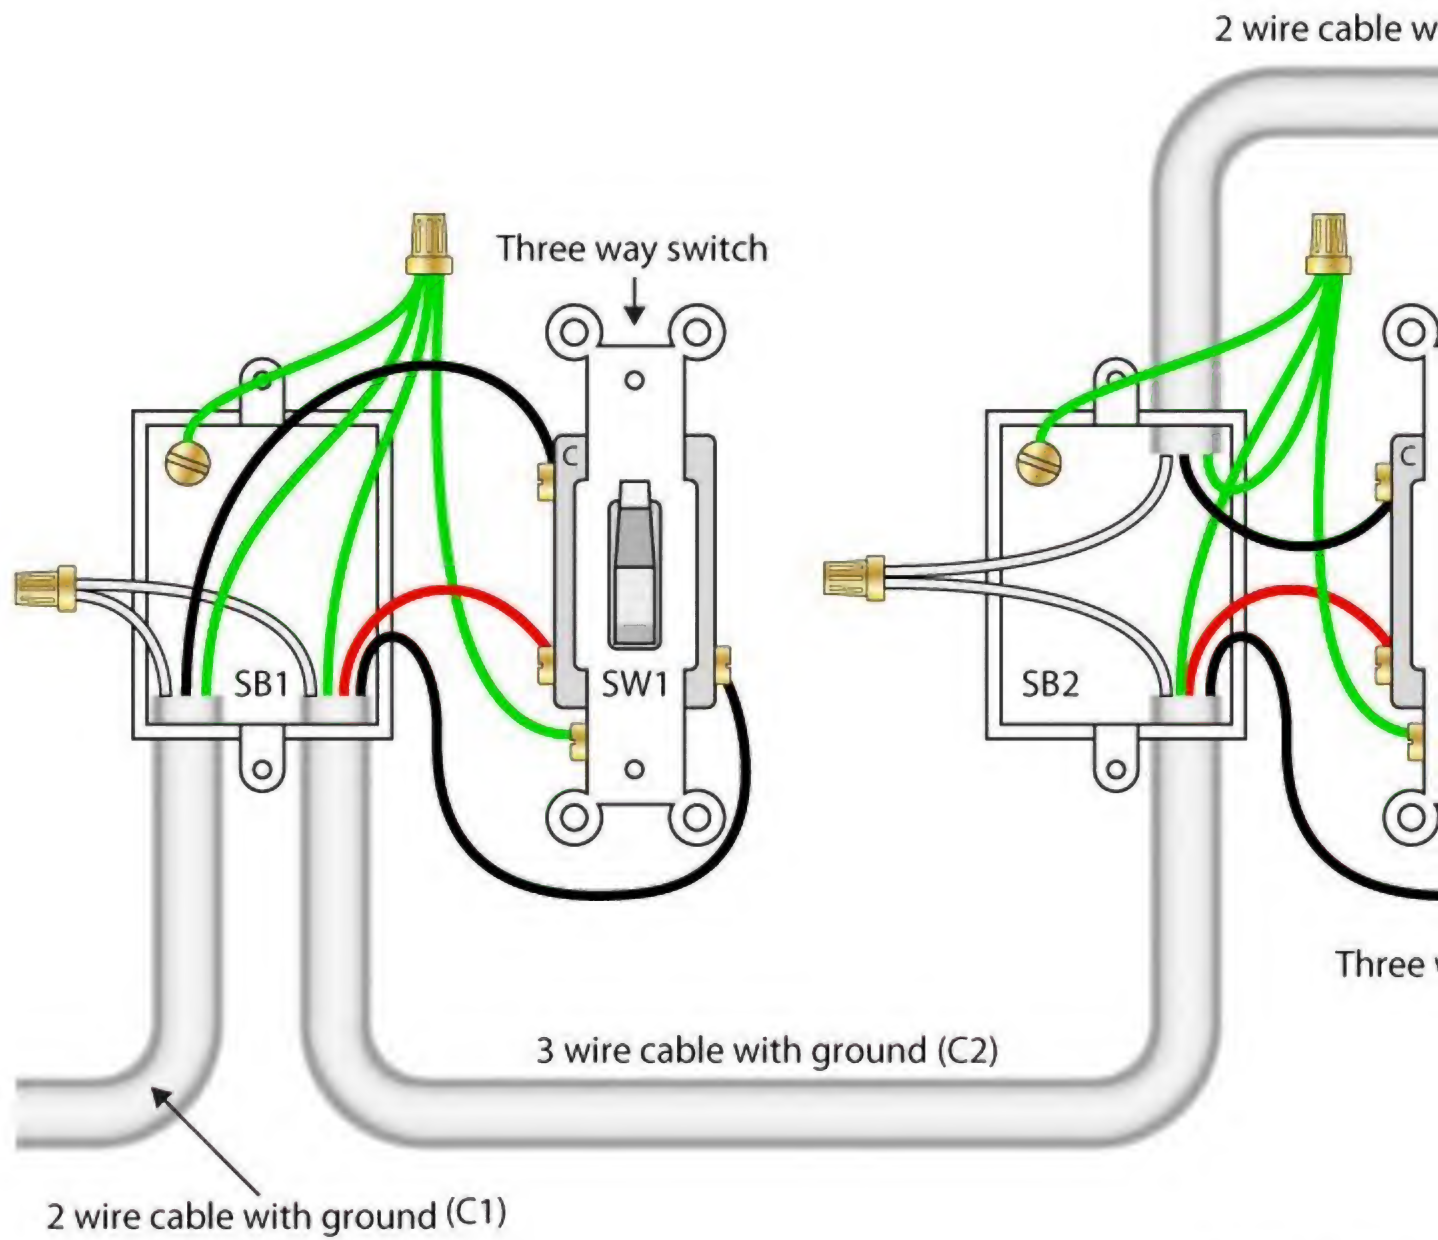 2 wire cable w
Three way switch
C
C
SB1
SW1
SB2
Three
3 wire cable with ground (C2)
2 wire cable with ground (C1)